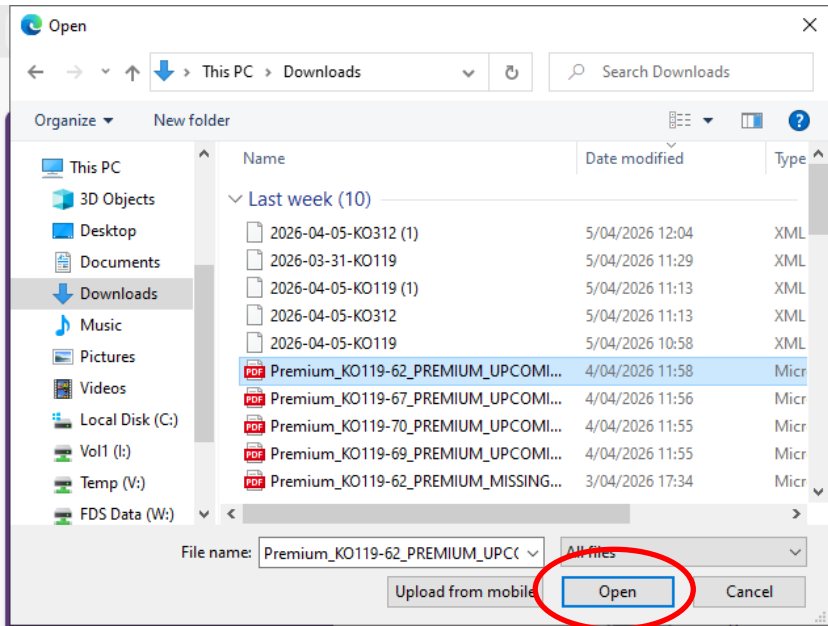 Open
This PC > Downloads
Search Downloads
Organize
New folder
?
This PC
3D Objects
Desktop
Documents
Downloads
Music
Pictures
Videos
Local Disk (C:)
Vol1 (I:)
Temp (V:)
FDS Data (W:)
Name Date modified Type
Last week (10)
2026-04-05-KO312 (1) 5/04/2026 12:04 XML
2026-03-31-KO119 5/04/2026 11:29 XML
2026-04-05-KO119 (1) 5/04/2026 11:13 XML
2026-04-05-KO312 5/04/2026 11:13 XML
2026-04-05-KO119 5/04/2026 10:58 XML
PDF Premium_KO119-62_PREMIUM_UPCOMI... 4/04/2026 11:58 Micr
PDF Premium_KO119-67_PREMIUM_UPCOMI... 4/04/2026 11:56 Micr
PDF Premium_KO119-70_PREMIUM_UPCOMI... 4/04/2026 11:55 Micr
PDF Premium_KO119-69_PREMIUM_UPCOMI... 4/04/2026 11:55 Micr
PDF Premium_KO119-62_PREMIUM_MISSING... 3/04/2026 17:34 Micr
File name: Premium_KO119-62_PREMIUM_UPC( All files
Upload from mobile Open Cancel